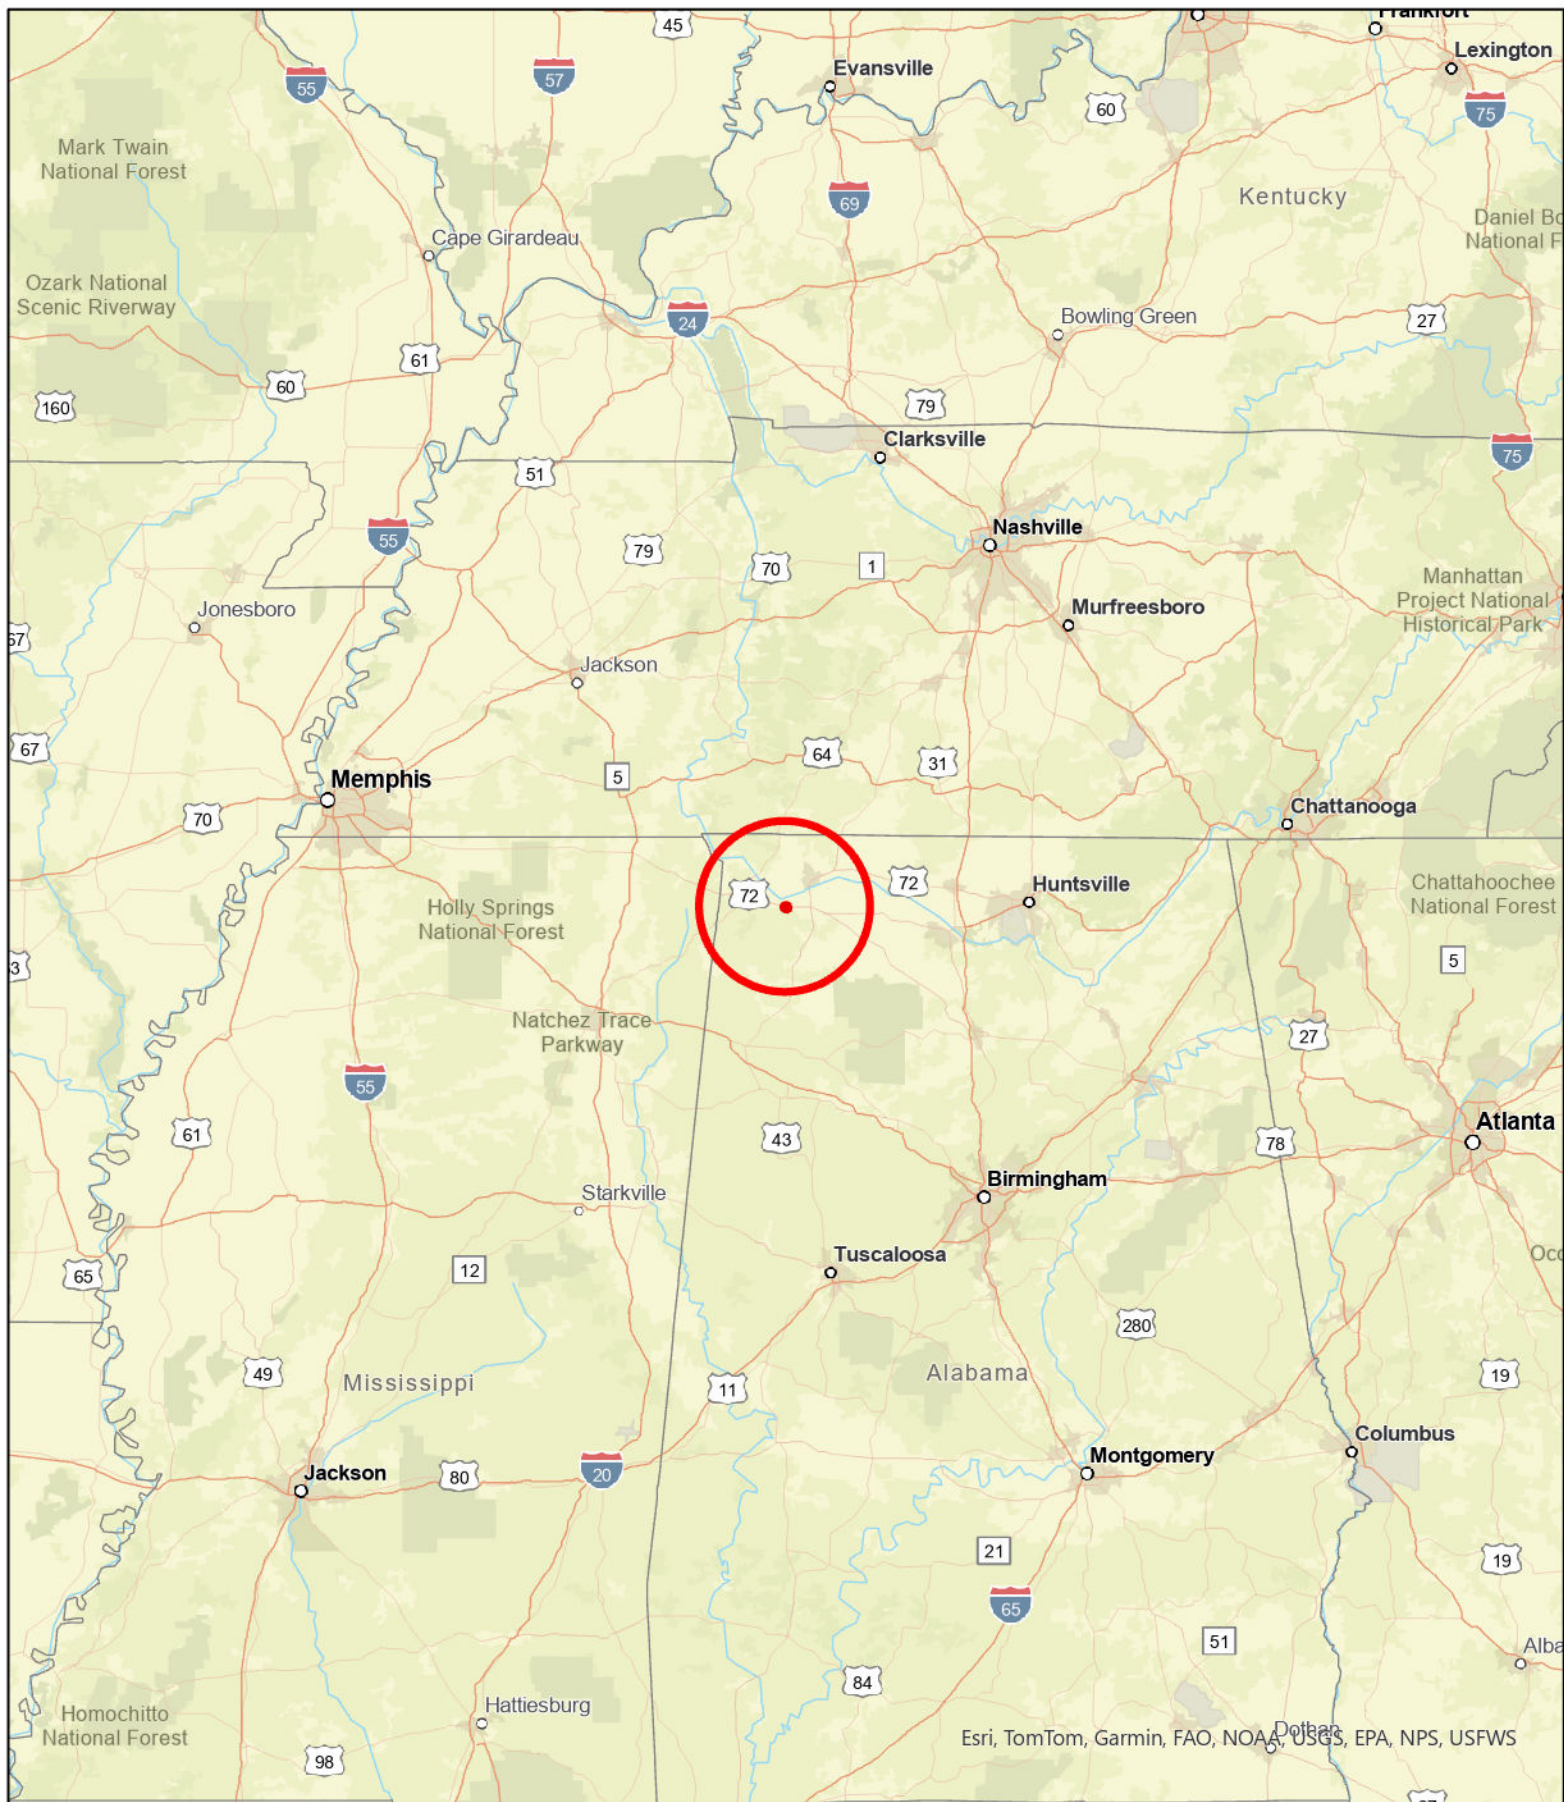 45
Frankfort
Lexington
Evansville
55
57
60
75
Mark Twain
National Forest
69
Kentucky
Daniel Bo
National F
Cape Girardeau
Ozark National
Scenic Riverway
24
Bowling Green
27
61
60
160
79
Clarksville
75
51
55
79
Nashville
70
1
Manhattan
Project National
Historical Park
Jonesboro
67
Murfreesboro
Jackson
67
64
31
5
Memphis
70
Chattanooga
72
72
Huntsville
Chattahoochee
National Forest
Holly Springs
National Forest
3
5
Natchez Trace
Parkway
27
55
61
43
78
Atlanta
Birmingham
Starkville
Tuscaloosa
Occ
65
12
280
49
Mississippi
11
Alabama
19
Columbus
Jackson
80
20
Montgomery
21
19
65
51
Alba
84
Homochitto
National Forest
Hattiesburg
Dothan
Esri, TomTom, Garmin, FAO, NOAA, USGS, EPA, NPS, USFWS
98